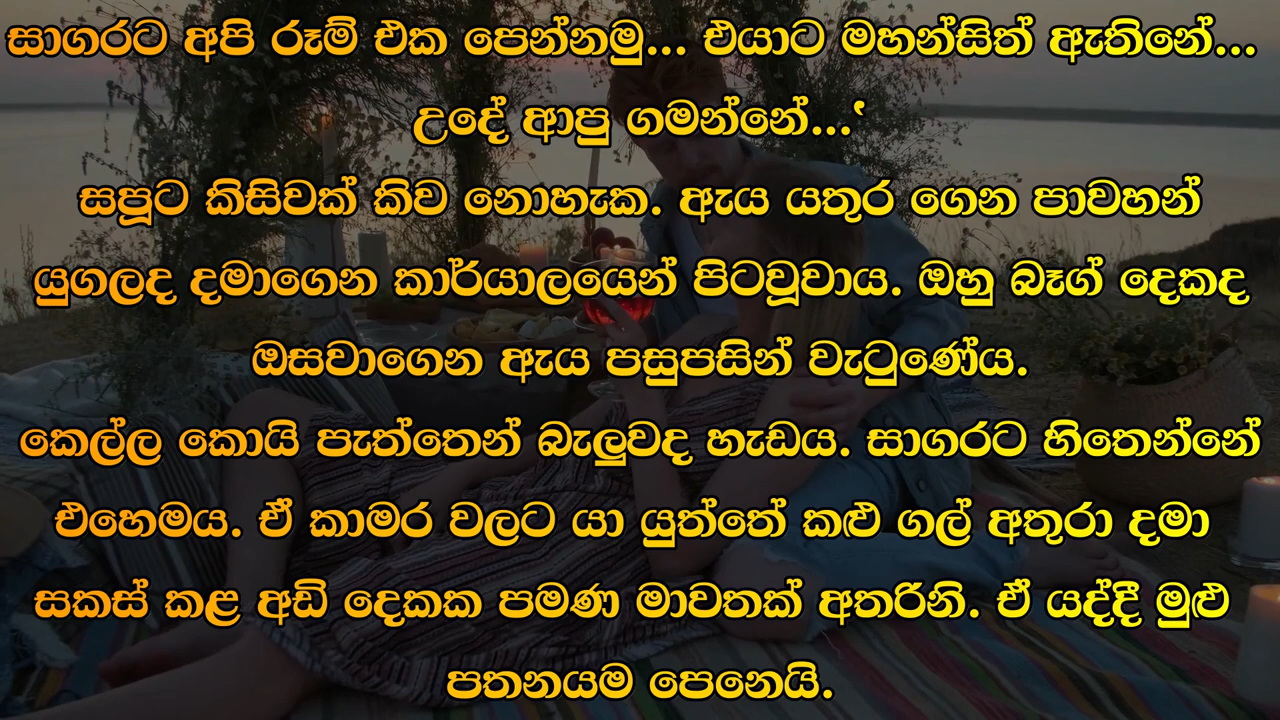 සාගරට අපි රූම් එක පෙන්නමු... එයාට මහන්සිත් ඇතිනේ...
උදේ ආපු ගමන්නේ...‛
සපූට කිසිවක් කිව නොහැක. ඇය යතුර ගෙන පාවහන්
යුගලද දමාගෙන කාර්යාලයෙන් පිටවූවාය. ඔහු බෑග් දෙකද
ඔසවාගෙන ඇය පසුපසින් වැටුණේය.
කෙල්ල කොයි පැත්තෙන් බැලුවද හැඩය. සාගරට හිතෙන්නේ
එහෙමය. ඒ කාමර වලට යා යුත්තේ කළු ගල් අතුරා දමා
සකස් කළ අඩි දෙකක පමණ මාවතක් අතරිනි. ඒ යද්දී මුළු
පතනයම පෙනෙයි.